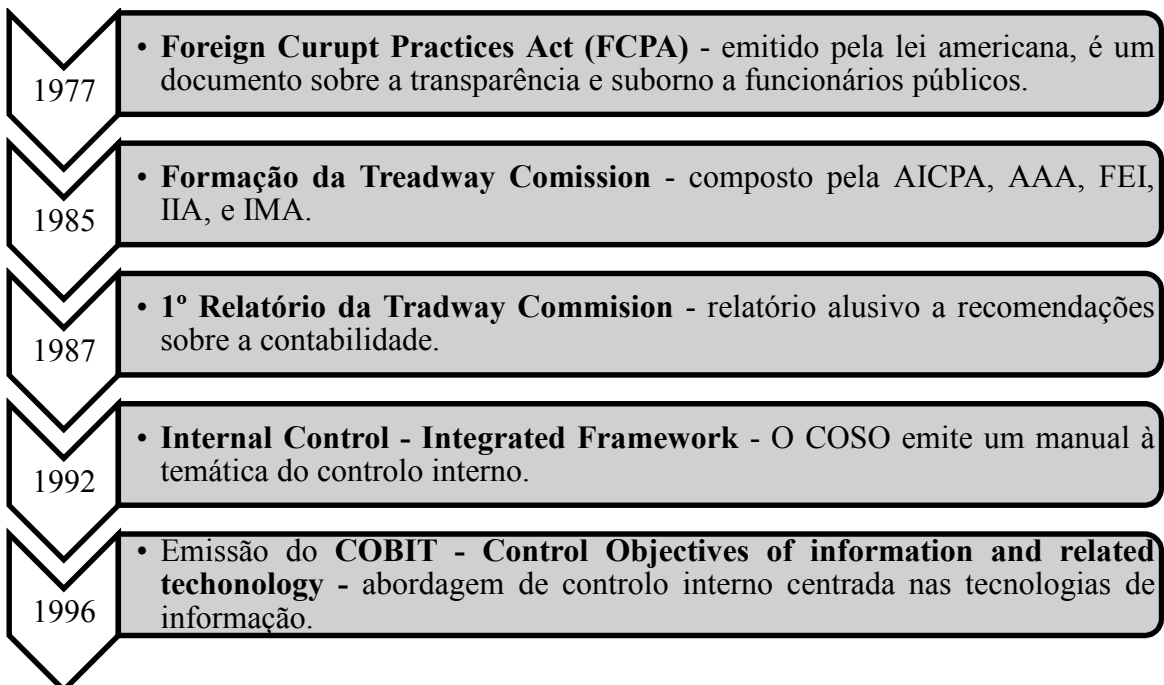 1977
• Foreign Curupt Practices Act (FCPA) - emitido pela lei americana, é um
documento sobre a transparência e suborno a funcionários públicos.
1985
• Formação da Treadway Comission - composto pela AICPA, AAA, FEI,
IIA, e IMA.
1987
• 1º Relatório da Tradway Commision - relatório alusivo a recomendações
sobre a contabilidade.
1992
• Internal Control - Integrated Framework - O COSO emite um manual à
temática do controlo interno.
1996
• Emissão do COBIT - Control Objectives of information and related
techonology - abordagem de controlo interno centrada nas tecnologias de
informação.